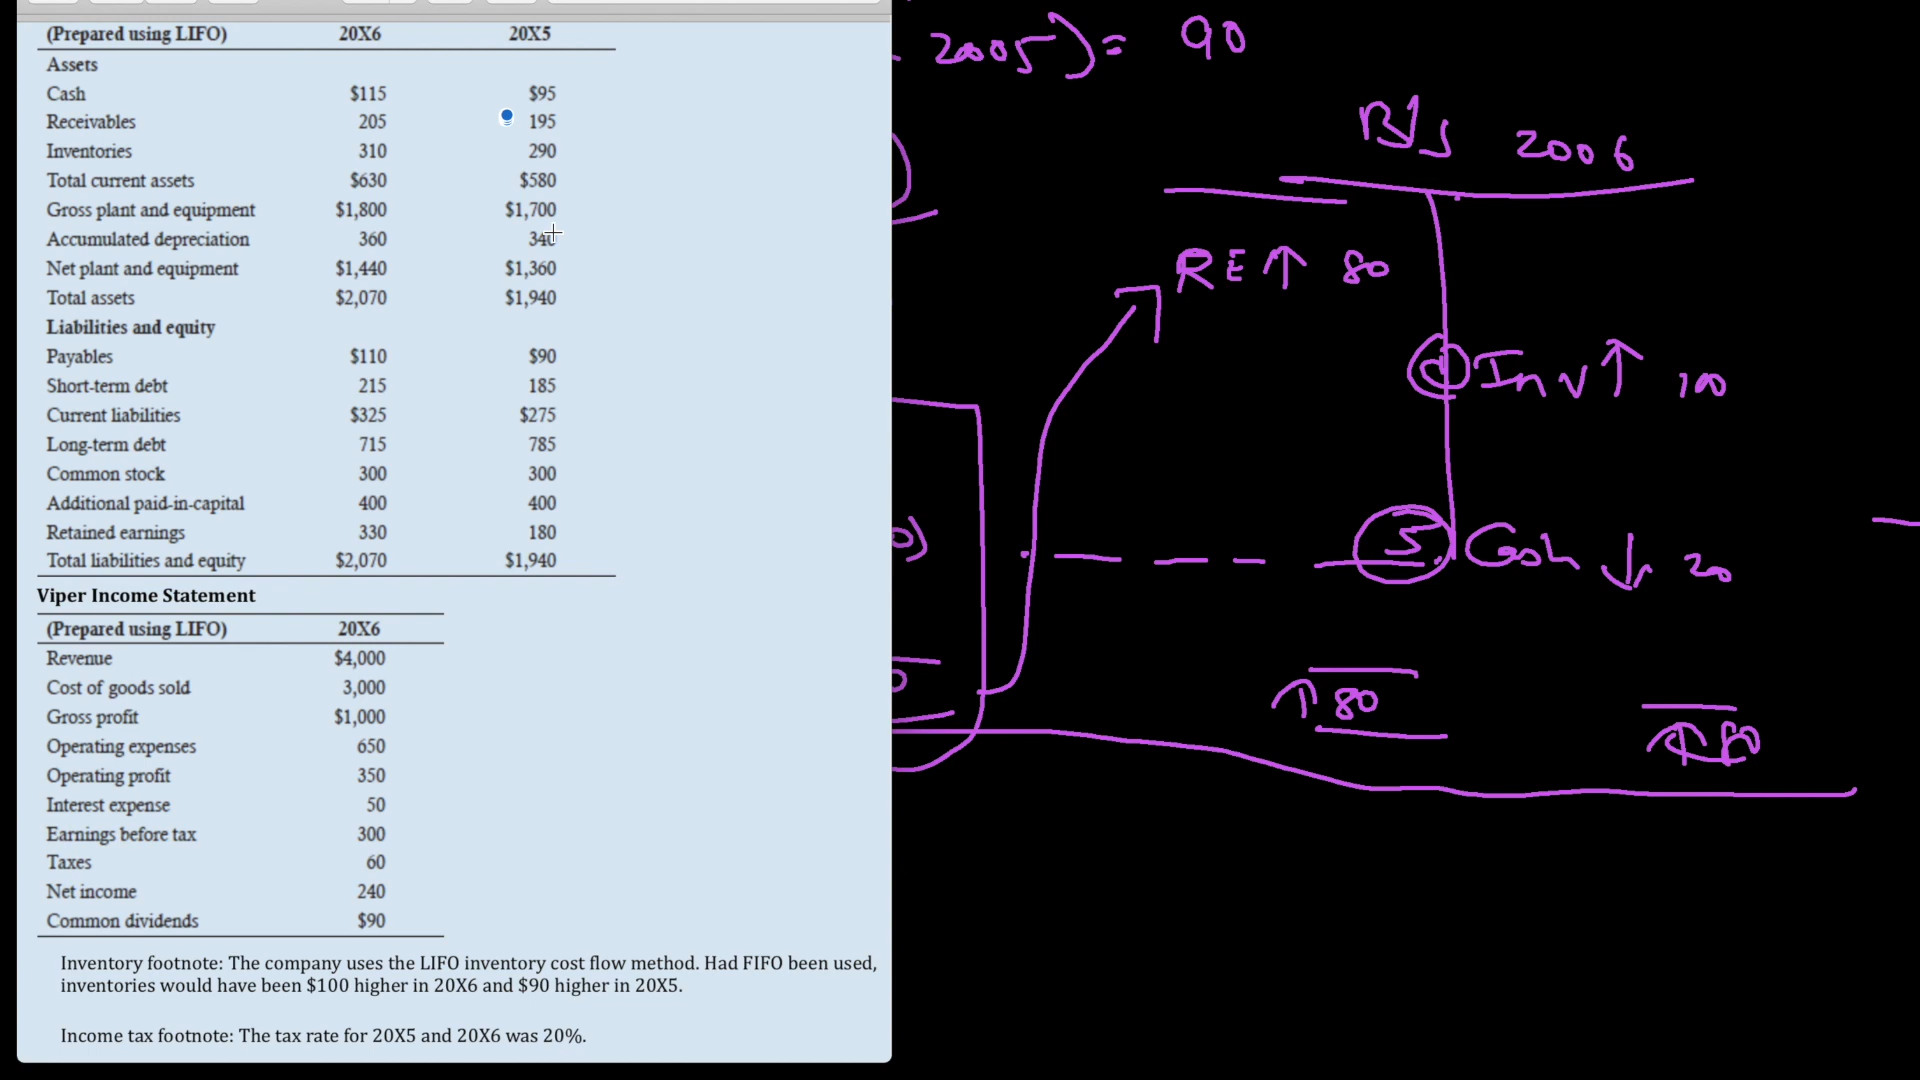 (Prepared using LIFO) 20X6 20X5
Assets
Cash $115 $95
Receivables 205 195
Inventories 310 290
Total current assets $630 $580
Gross plant and equipment $1,800 $1,700
Accumulated depreciation 360 340
Net plant and equipment $1,440 $1,360
Total assets $2,070 $1,940
Liabilities and equity
Payables $110 $90
Short-term debt 215 185
Current liabilities $325 $275
Long-term debt 715 785
Common stock 300 300
Additional paid-in-capital 400 400
Retained earnings 330 180
Total liabilities and equity $2,070 $1,940
Viper Income Statement
(Prepared using LIFO) 20X6
Revenue $4,000
Cost of goods sold 3,000
Gross profit $1,000
Operating expenses 650
Operating profit 350
Interest expense 50
Earnings before tax 300
Taxes 60
Net income 240
Common dividends $90
Inventory footnote: The company uses the LIFO inventory cost flow method. Had FIFO been used,
inventories would have been $100 higher in 20X6 and $90 higher in 20X5.
Income tax footnote: The tax rate for 20X5 and 20X6 was 20%.
2005) = 90
B/S 2006
RE ↑ 80
Inv ↑ 100
5 Cash ↓ 20
↑ 80
↑ 80